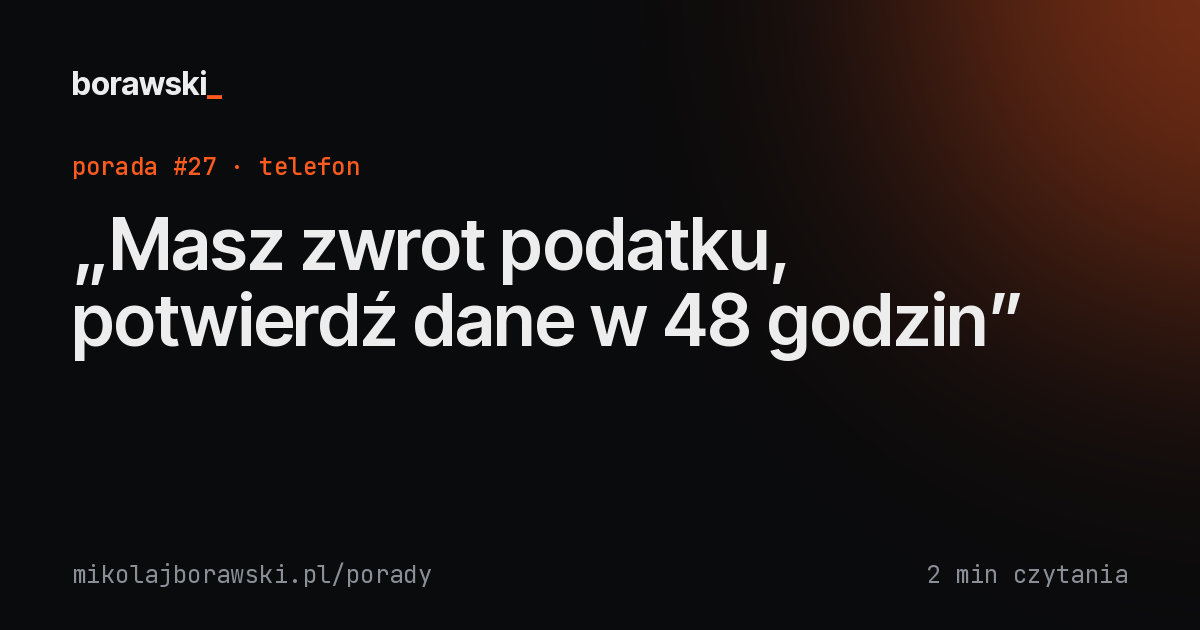 borawski_
porada #27 · telefon
„Masz zwrot podatku,
potwierdź dane w 48 godzin”
mikolajborawski.pl/porady
2 min czytania